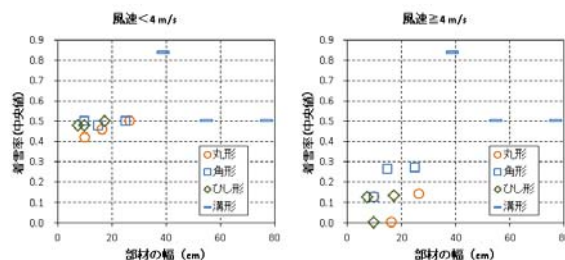 風速<4 m/s
着雪率(中央値)
0.9
0.8
0.7
0.6
0.5
0.4
0.3
0.2
0.1
0.0
丸形
角形
ひし形
溝形
0 20 40 60 80
部材の幅（cm）
風速≧4 m/s
着雪率(中央値)
0.9
0.8
0.7
0.6
0.5
0.4
0.3
0.2
0.1
0.0
丸形
角形
ひし形
溝形
0 20 40 60 80
部材の幅（cm）